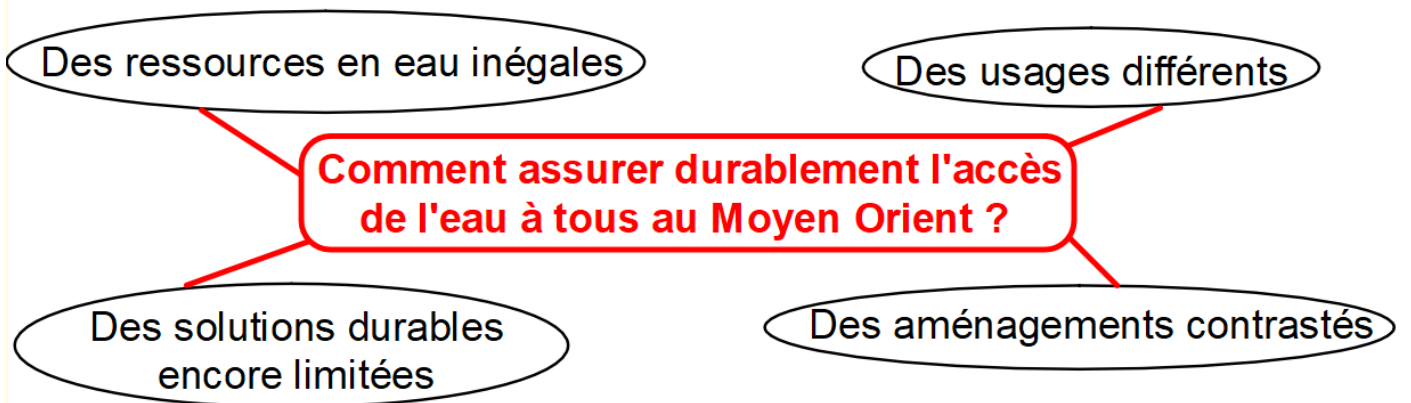 Des ressources en eau inégales
Des usages différents
Comment assurer durablement l'accès
de l'eau à tous au Moyen Orient ?
Des solutions durables
encore limitées
Des aménagements contrastés